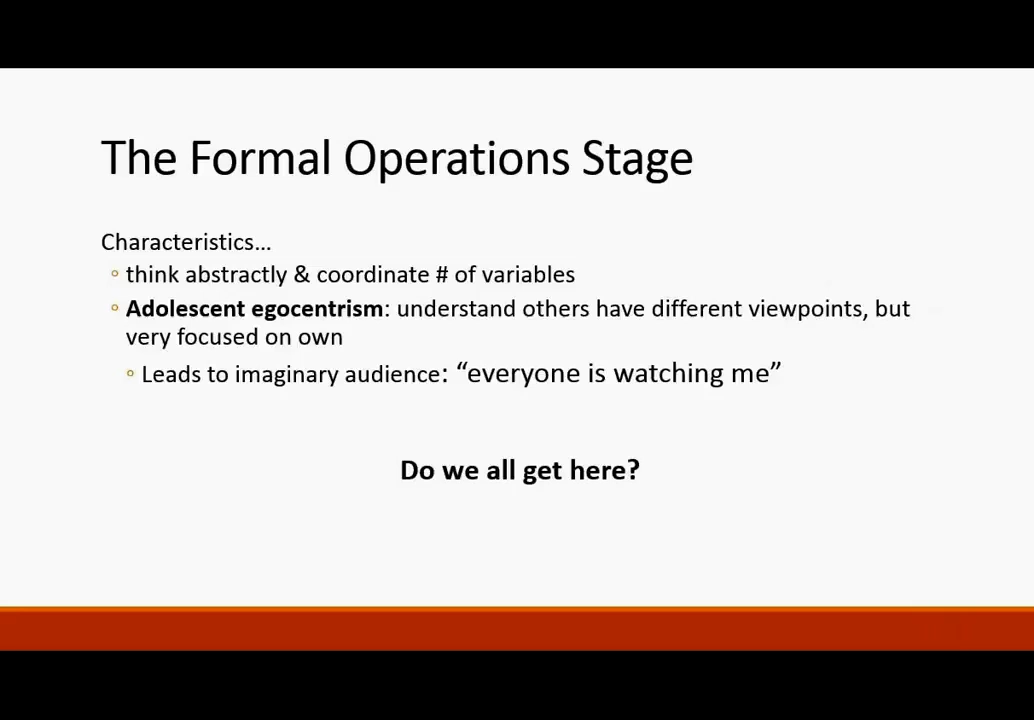 The Formal Operations Stage
Characteristics…
◦ think abstractly & coordinate # of variables
◦ Adolescent egocentrism: understand others have different viewpoints, but
very focused on own
◦ Leads to imaginary audience: “everyone is watching me”
Do we all get here?